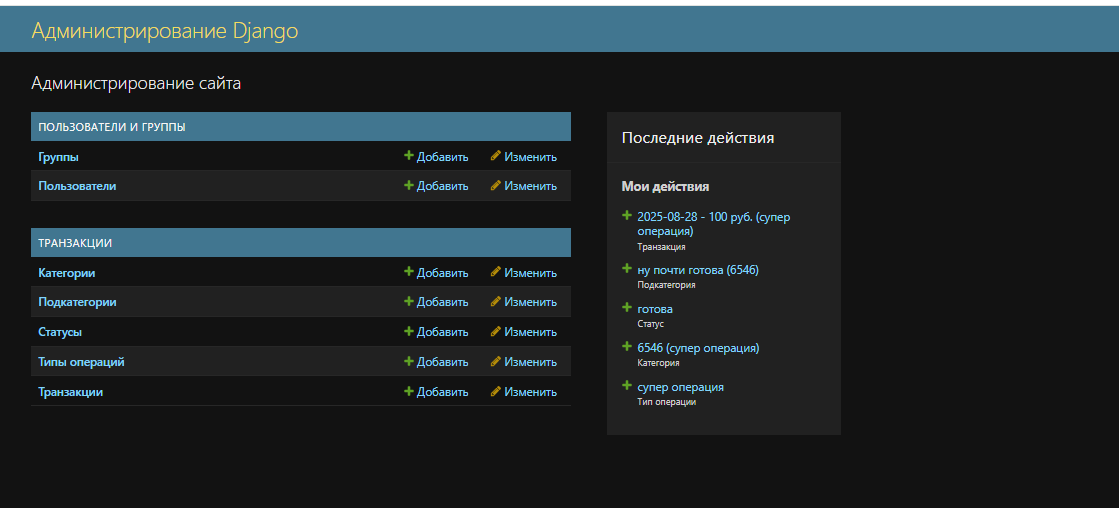 Администрирование Django
Администрирование сайта
ПОЛЬЗОВАТЕЛИ И ГРУППЫ
Группы Добавить Изменить
Пользователи Добавить Изменить
ТРАНЗАКЦИИ
Категории Добавить Изменить
Подкатегории Добавить Изменить
Статусы Добавить Изменить
Типы операций Добавить Изменить
Транзакции Добавить Изменить
Последние действия
Мои действия
2025-08-28 - 100 руб. (супер
операция)
Транзакция
ну почти готова (6546)
Подкатегория
готова
Статус
6546 (супер операция)
Категория
супер операция
Тип операции